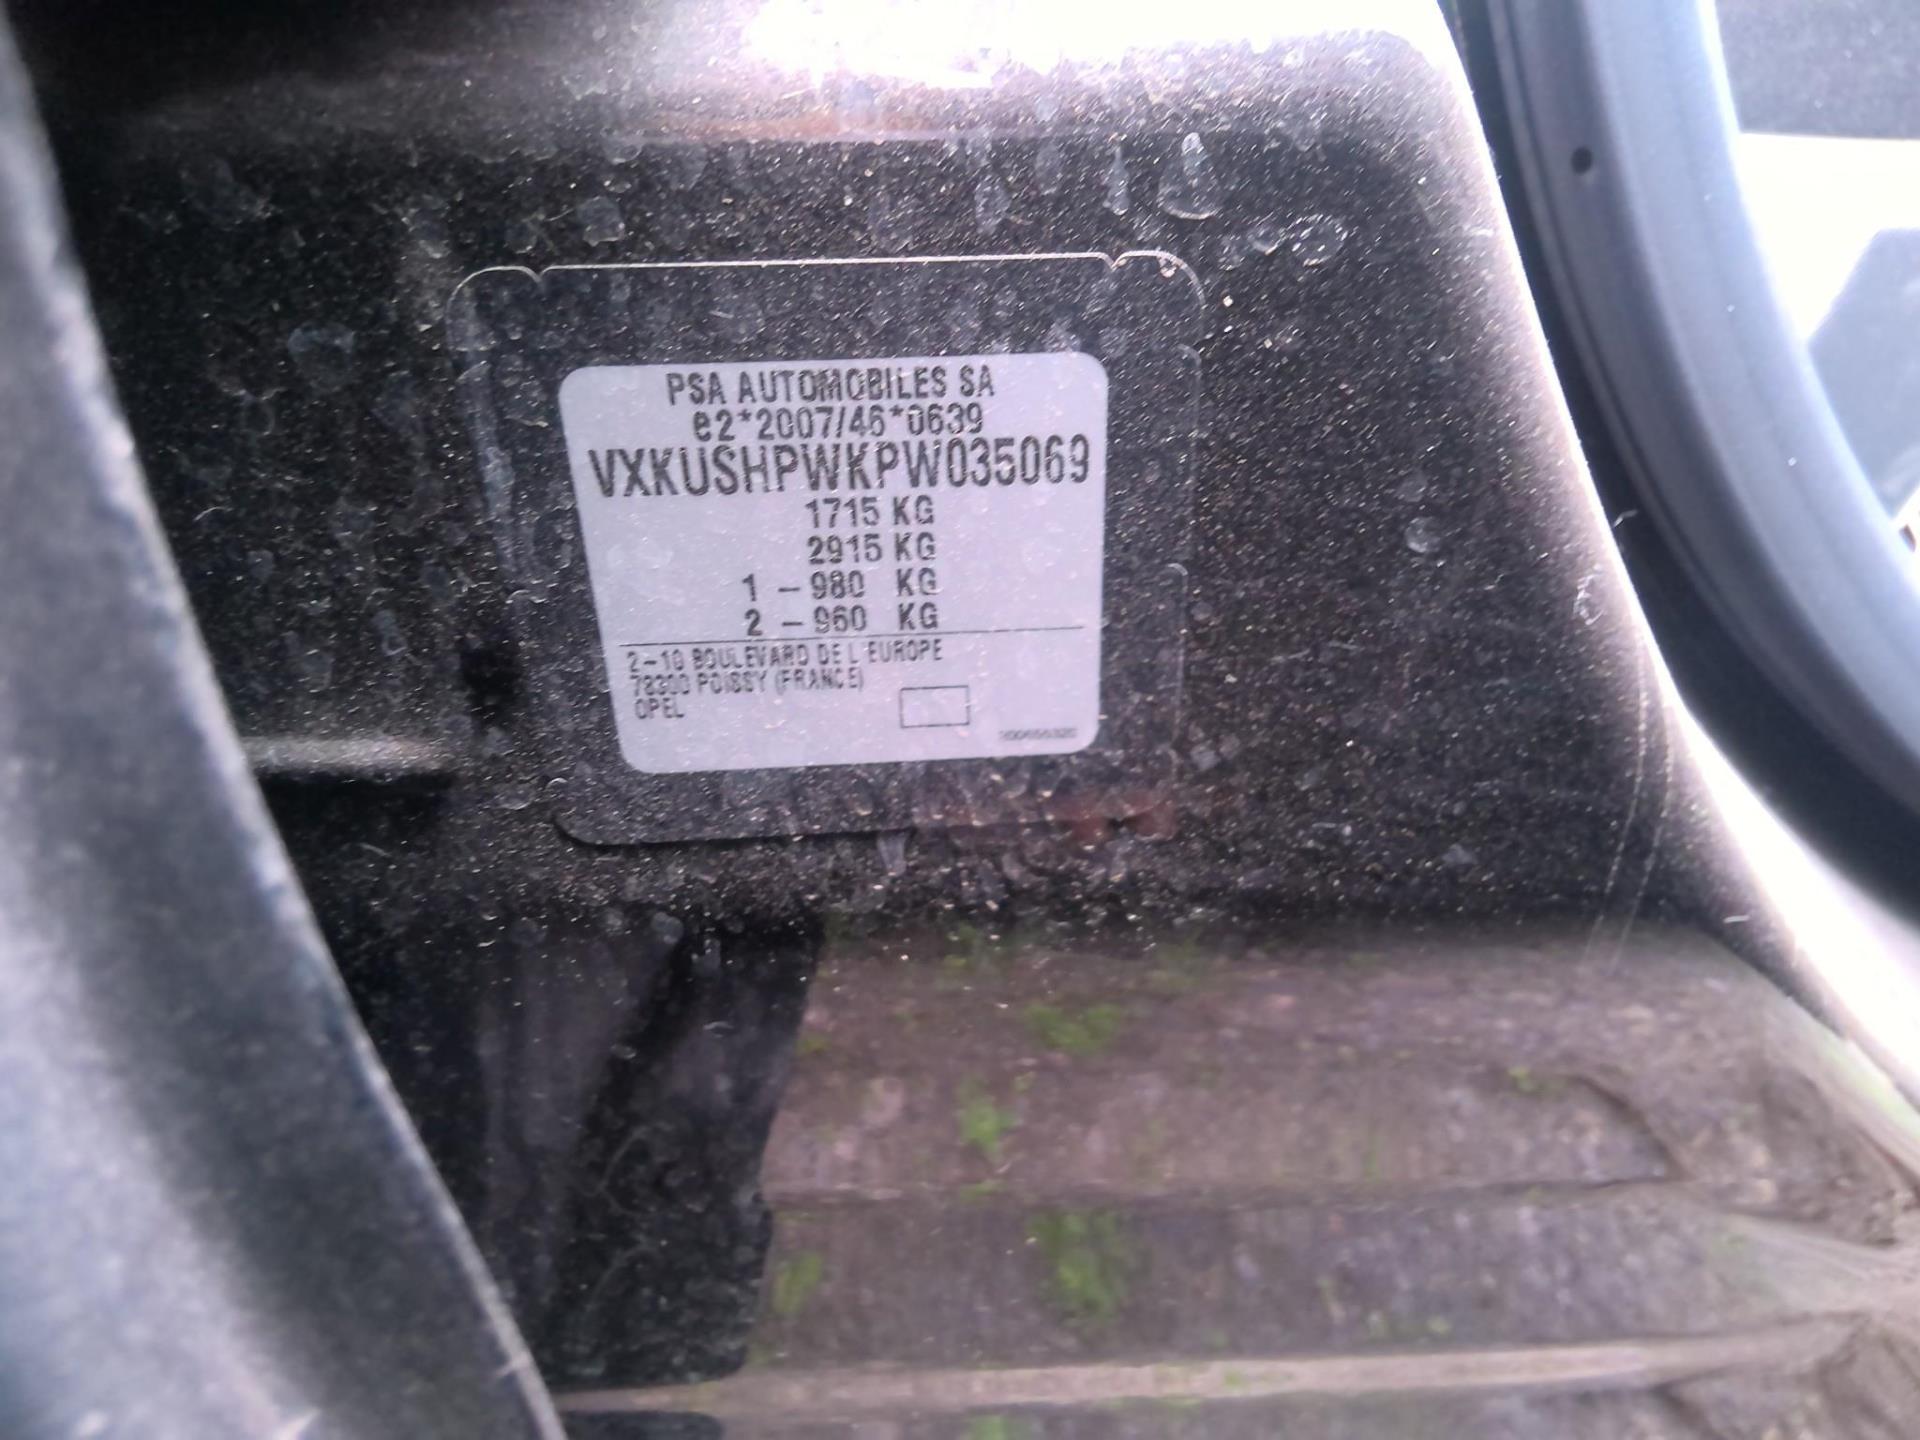 PSA AUTOMOBILES SA
e2*2007/46*0639
VXKUSHPWKPW035069
1715 KG
2915 KG
1 - 980 KG
2 - 960 KG
2-10 BOULEVARD DE L'EUROPE
78300 POISSY (FRANCE)
OPEL